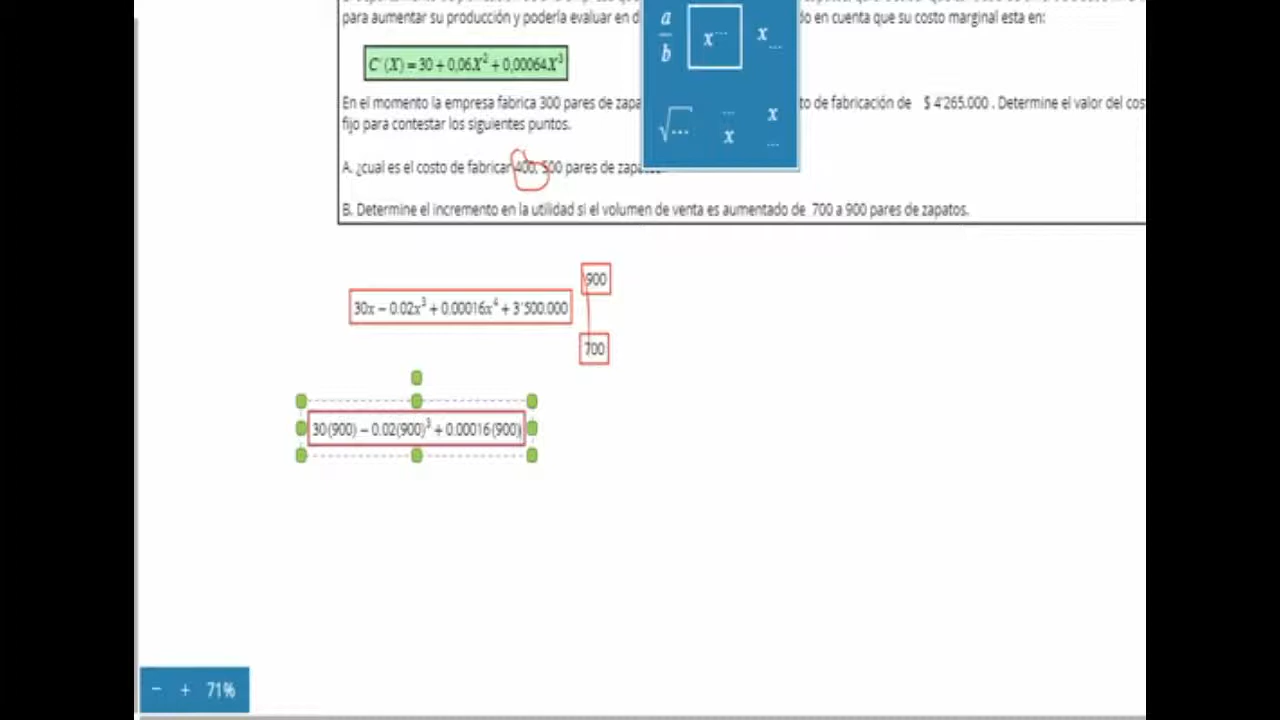 para aumentar su producción y podería evaluar en d
do en cuenta que su costo marginal esta en:
C'(X) = 30 + 0,06X² + 0,00064X³
En el momento la empresa fabrica 300 pares de zapa
to de fabricación de $ 4'265.000 . Determine el valor del cos
fijo para contestar los siguientes puntos.
A. ¿cual es el costo de fabricar 400, 500 pares de zapa
B. Determine el incremento en la utilidad si el volumen de venta es aumentado de 700 a 900 pares de zapatos.
900
30x − 0.02x³ + 0.00016x⁴ + 3'500.000
700
30(900) − 0.02(900)³ + 0.00016(900)
a
b
x...
x...
√...
...
x
x
...
− + 71%